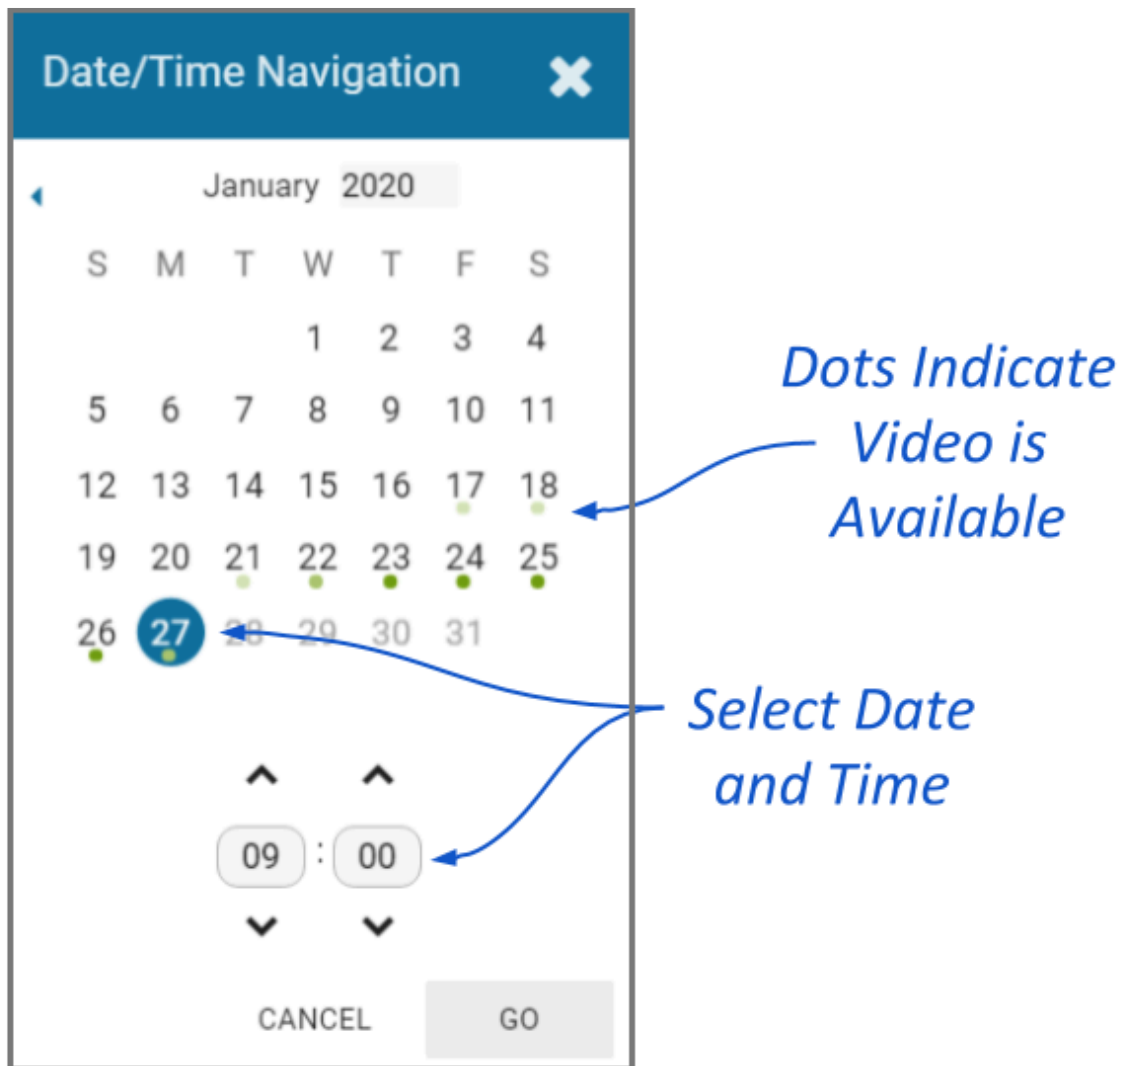 Date/Time Navigation
January 2020
S M T W T F S
1 2 3 4
5 6 7 8 9 10 11
12 13 14 15 16 17 18
19 20 21 22 23 24 25
26 27 28 29 30 31
09 : 00
CANCEL GO
Dots Indicate
Video is
Available
Select Date
and Time